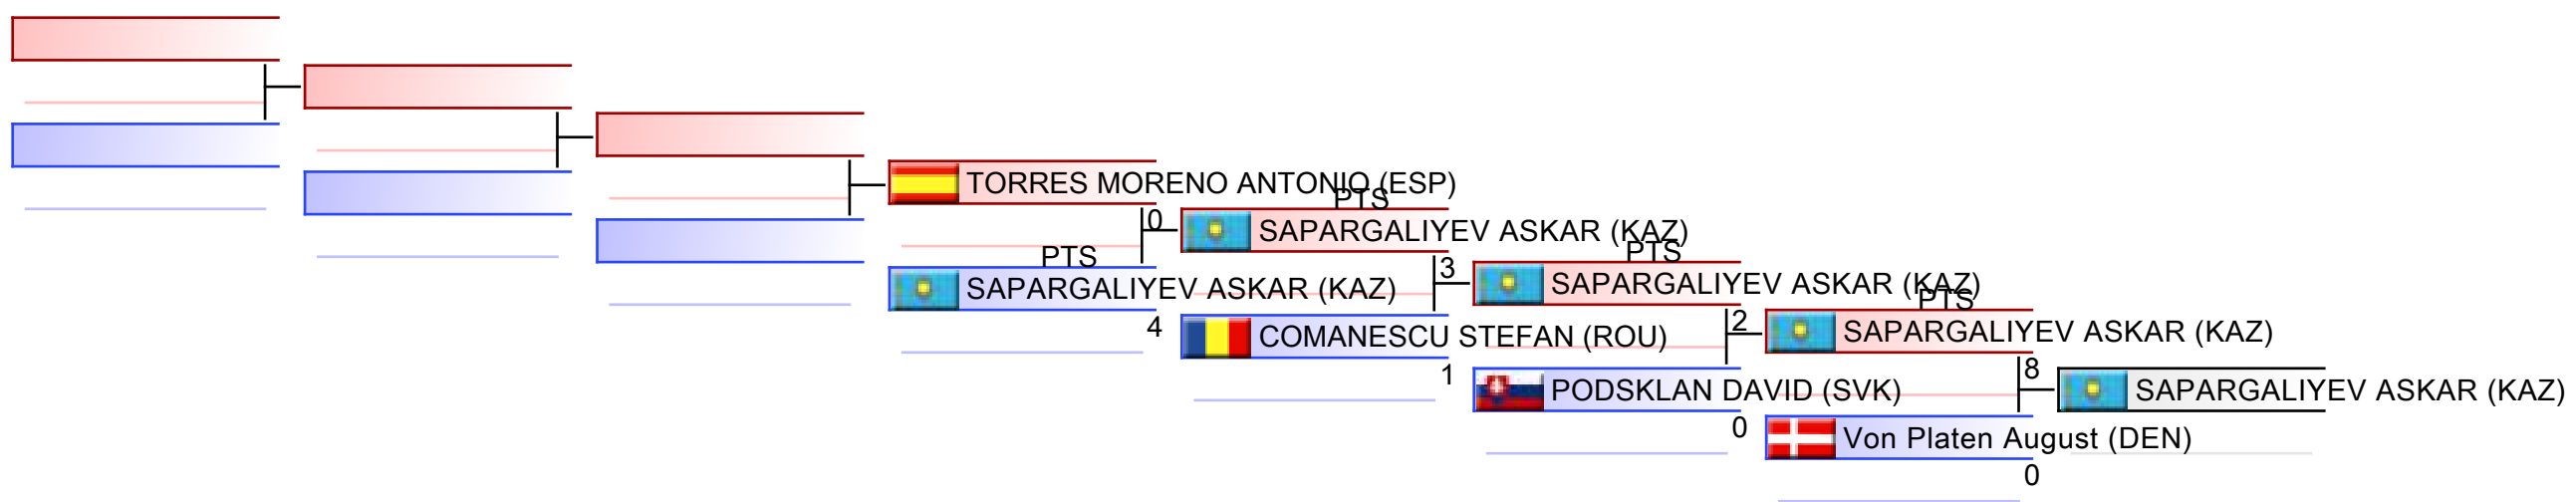 TORRES MORENO ANTONIO (ESP)
PTS
0
SAPARGALIYEV ASKAR (KAZ)
PTS
PTS
3
SAPARGALIYEV ASKAR (KAZ)
SAPARGALIYEV ASKAR (KAZ)
PTS
4
COMANESCU STEFAN (ROU)
2
SAPARGALIYEV ASKAR (KAZ)
1
8
PODSKLAN DAVID (SVK)
SAPARGALIYEV ASKAR (KAZ)
0
Von Platen August (DEN)
0